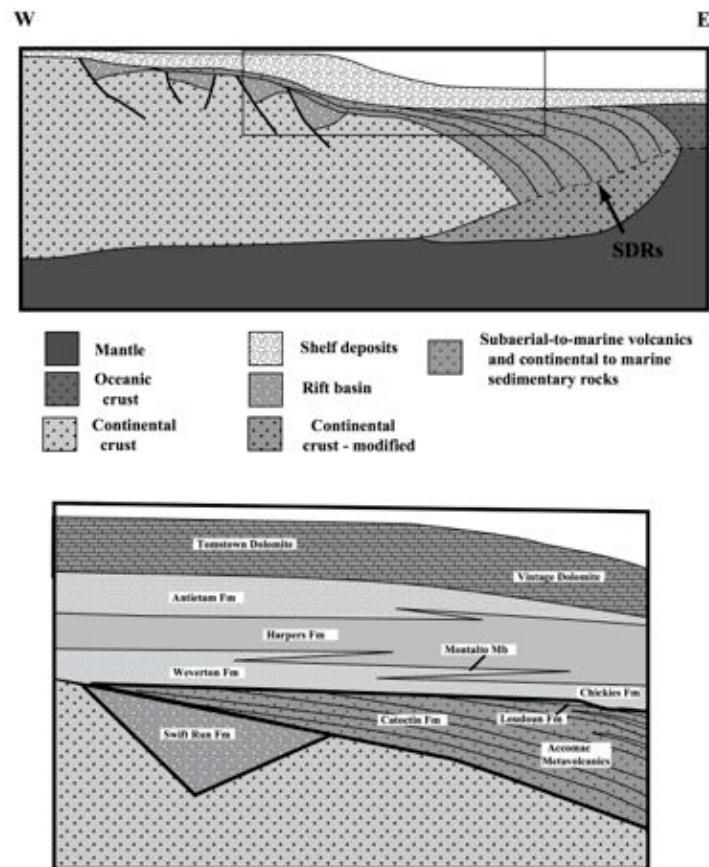 W
E
SDRs
Mantle
Oceanic
crust
Continental
crust
Shelf deposits
Rift basin
Continental
crust - modified
Subaerial-to-marine volcanics
and continental to marine
sedimentary rocks
Tomstown Dolomite
Vintage Dolomite
Antietam Fm
Harpers Fm
Montalto Mb
Weverton Fm
Chickies Fm
Catoctin Fm
Loudoun Fm
Swift Run Fm
Accomac
Metavolcanics